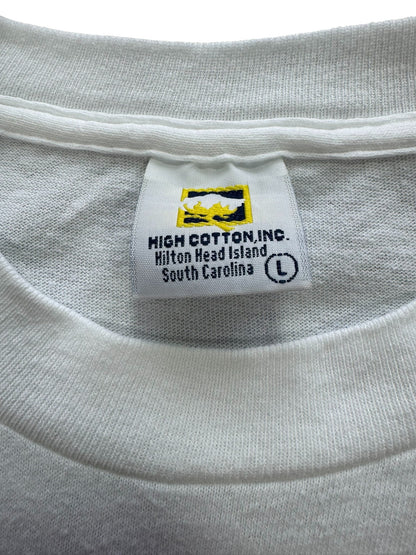 HIGH COTTON, INC.
Hilton Head Island
South Carolina
L